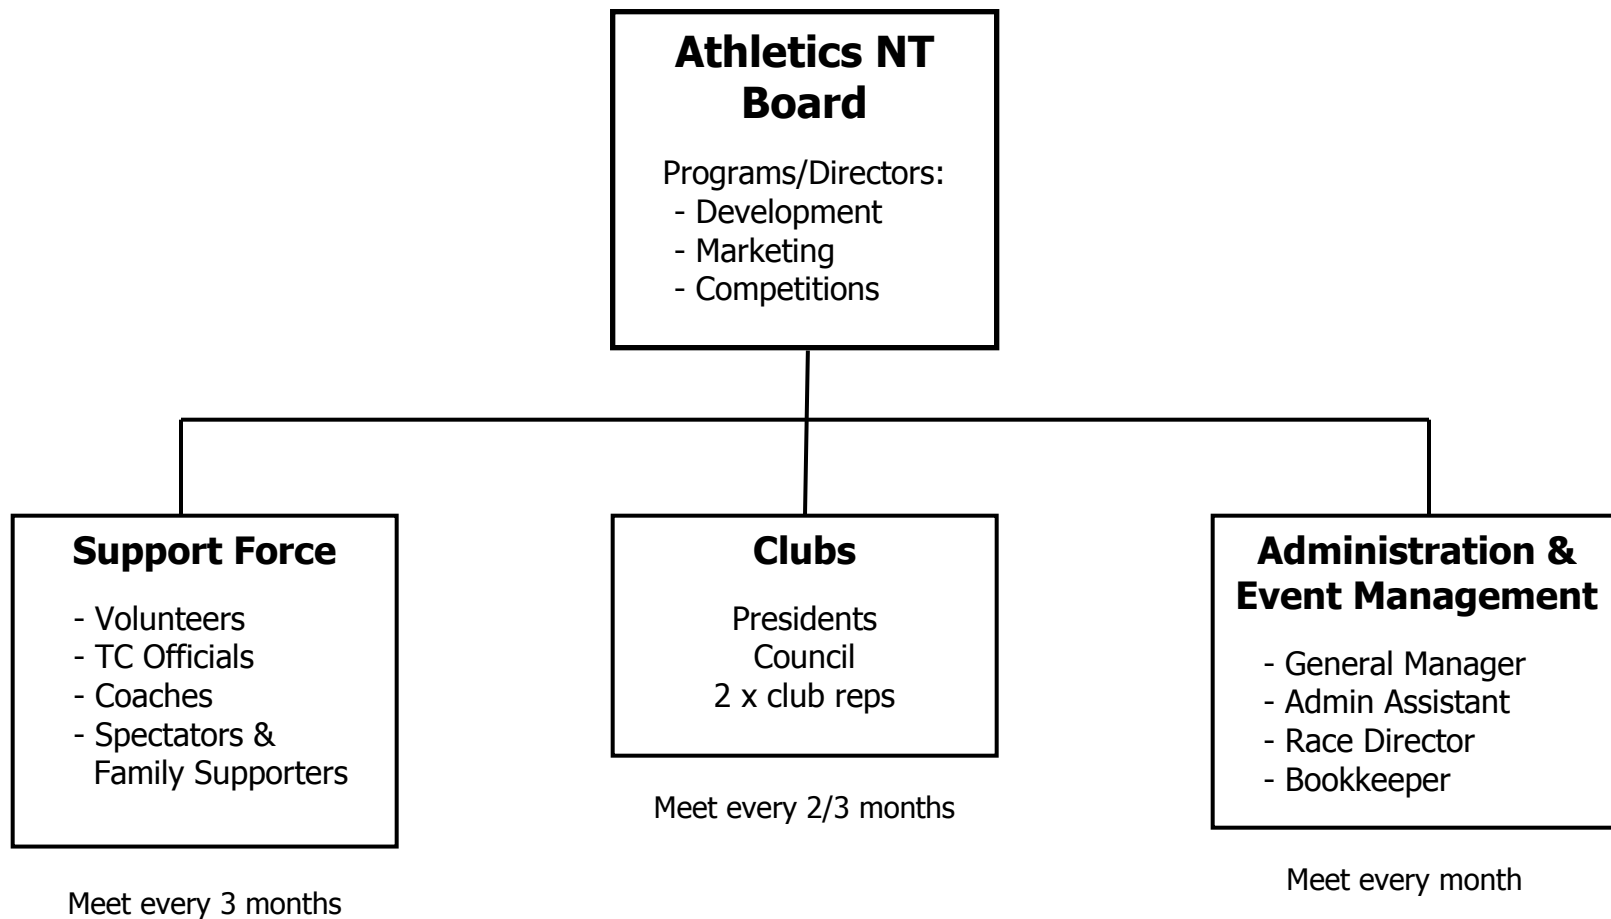 Athletics NT
Board
Programs/Directors:
- Development
- Marketing
- Competitions
Support Force
- Volunteers
- TC Officials
- Coaches
- Spectators &
Family Supporters
Meet every 3 months
Clubs
Presidents
Council
2 x club reps
Meet every 2/3 months
Administration &
Event Management
- General Manager
- Admin Assistant
- Race Director
- Bookkeeper
Meet every month